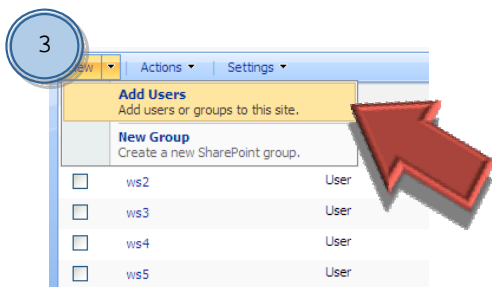 3
New Actions Settings
Add Users
Add users or groups to this site.
New Group
Create a new SharePoint group.
ws2 User
ws3 User
ws4 User
ws5 User